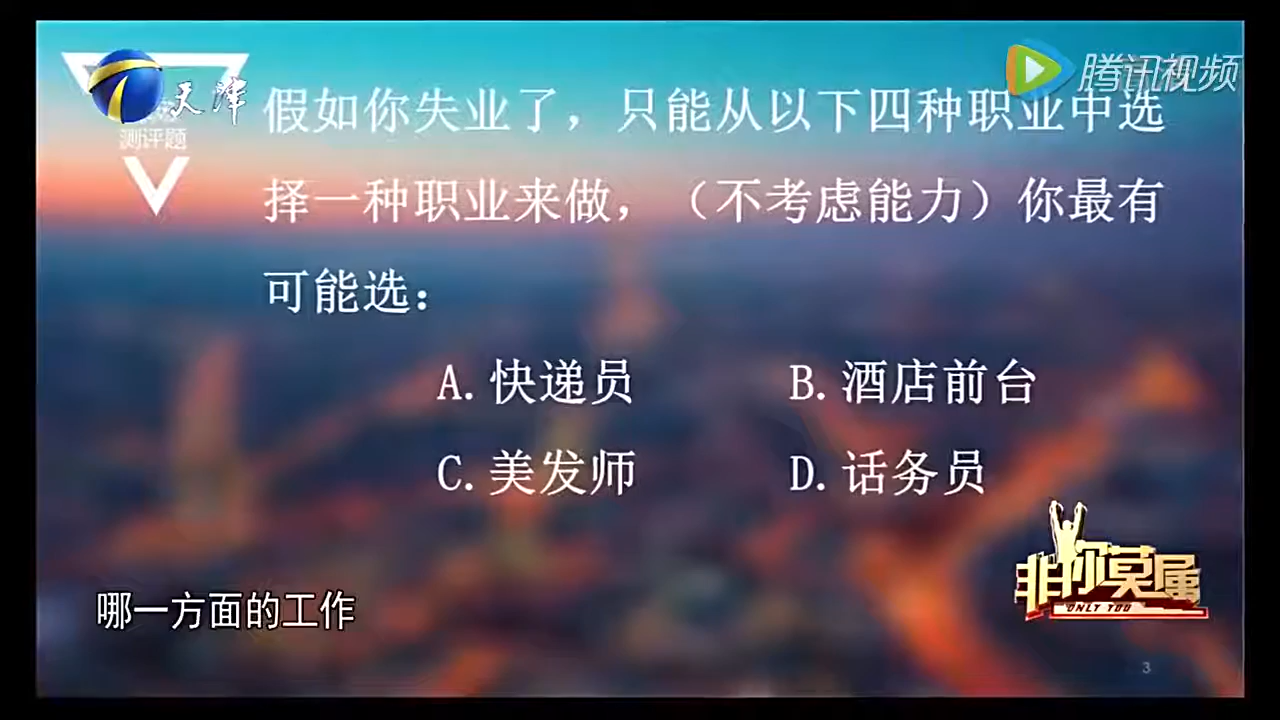 天津
腾讯视频
测评题
假如你失业了，只能从以下四种职业中选
择一种职业来做，（不考虑能力）你最有
可能选：
A.快递员
B.酒店前台
C.美发师
D.话务员
非你莫属
ONLY YOU
哪一方面的工作
3